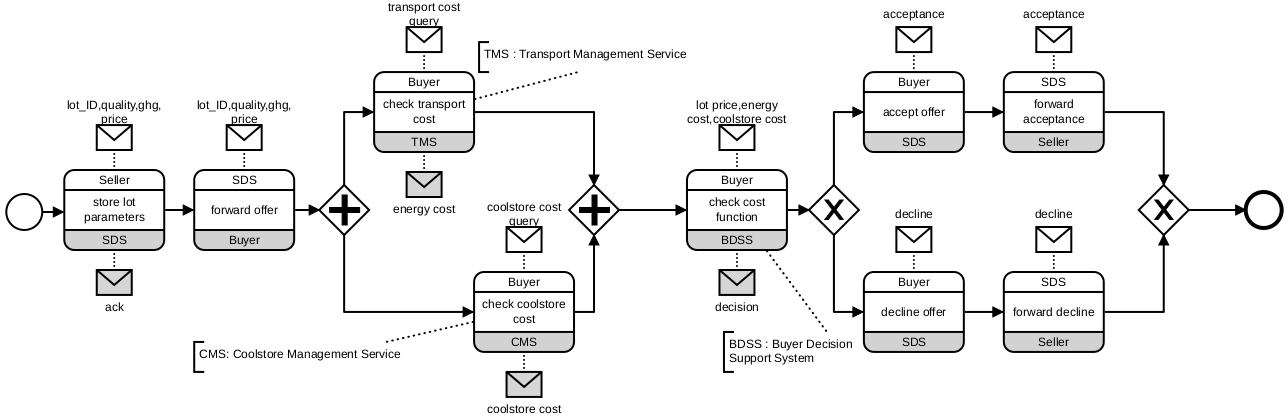 transport cost
query
TMS : Transport Management Service
Buyer
check transport
cost
TMS
energy cost
lot_ID,quality,ghg,
price
Seller
store lot
parameters
SDS
ack
lot_ID,quality,ghg,
price
SDS
forward offer
Buyer
coolstore cost
query
Buyer
check coolstore
cost
CMS
coolstore cost
CMS: Coolstore Management Service
lot price,energy
cost,coolstore cost
Buyer
check cost
function
BDSS
decision
BDSS : Buyer Decision
Support System
acceptance
Buyer
accept offer
SDS
acceptance
SDS
forward
acceptance
Seller
decline
Buyer
decline offer
SDS
decline
SDS
forward decline
Seller